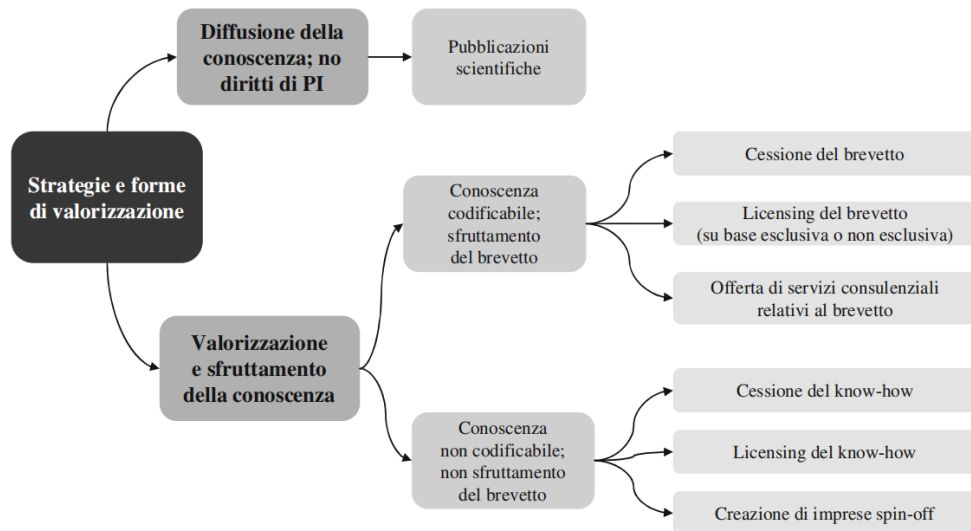 Strategie e forme
di valorizzazione
Diffusione della
conoscenza; no
diritti di PI
Pubblicazioni
scientifiche
Valorizzazione
e sfruttamento
della conoscenza
Conoscenza
codificabile;
sfruttamento
del brevetto
Cessione del brevetto
Licensing del brevetto
(su base esclusiva o non esclusiva)
Offerta di servizi consulenziali
relativi al brevetto
Conoscenza
non codificabile;
non sfruttamento
del brevetto
Cessione del know-how
Licensing del know-how
Creazione di imprese spin-off